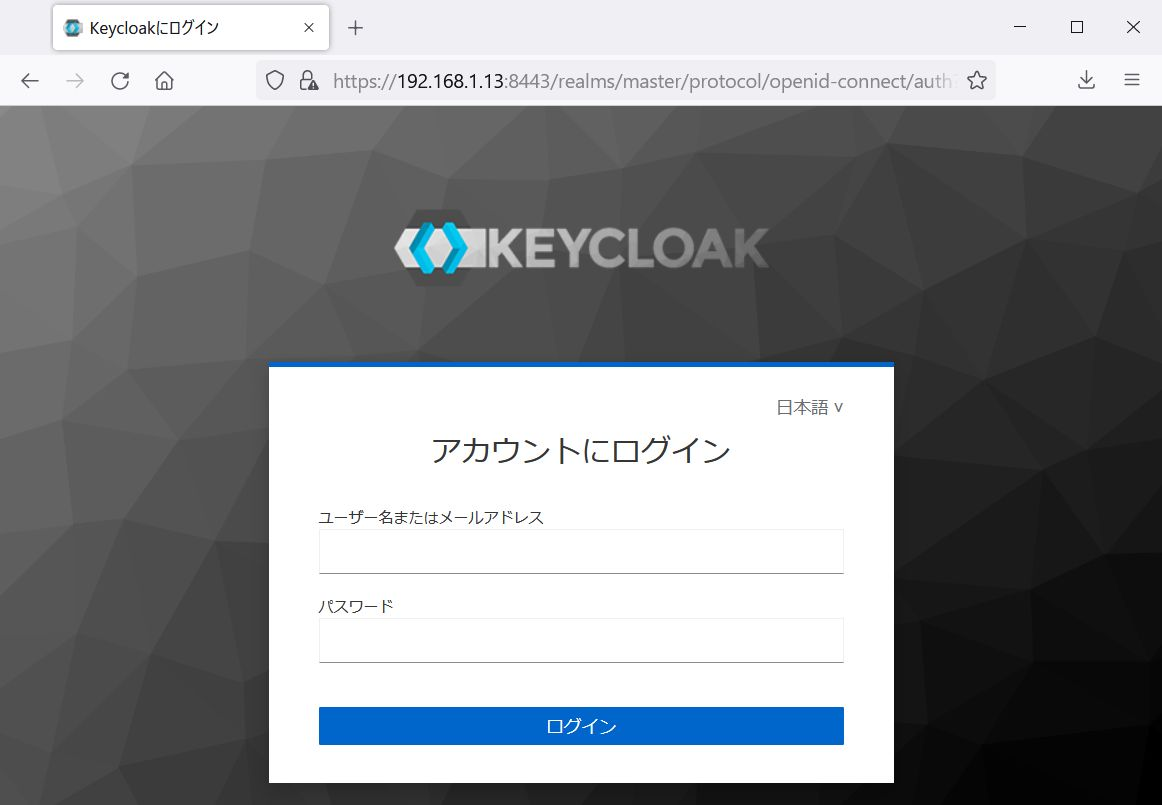 Keycloakにログイン
https://192.168.1.13:8443/realms/master/protocol/openid-connect/auth?
KEYCLOAK
日本語 ∨
アカウントにログイン
ユーザー名またはメールアドレス
パスワード
ログイン